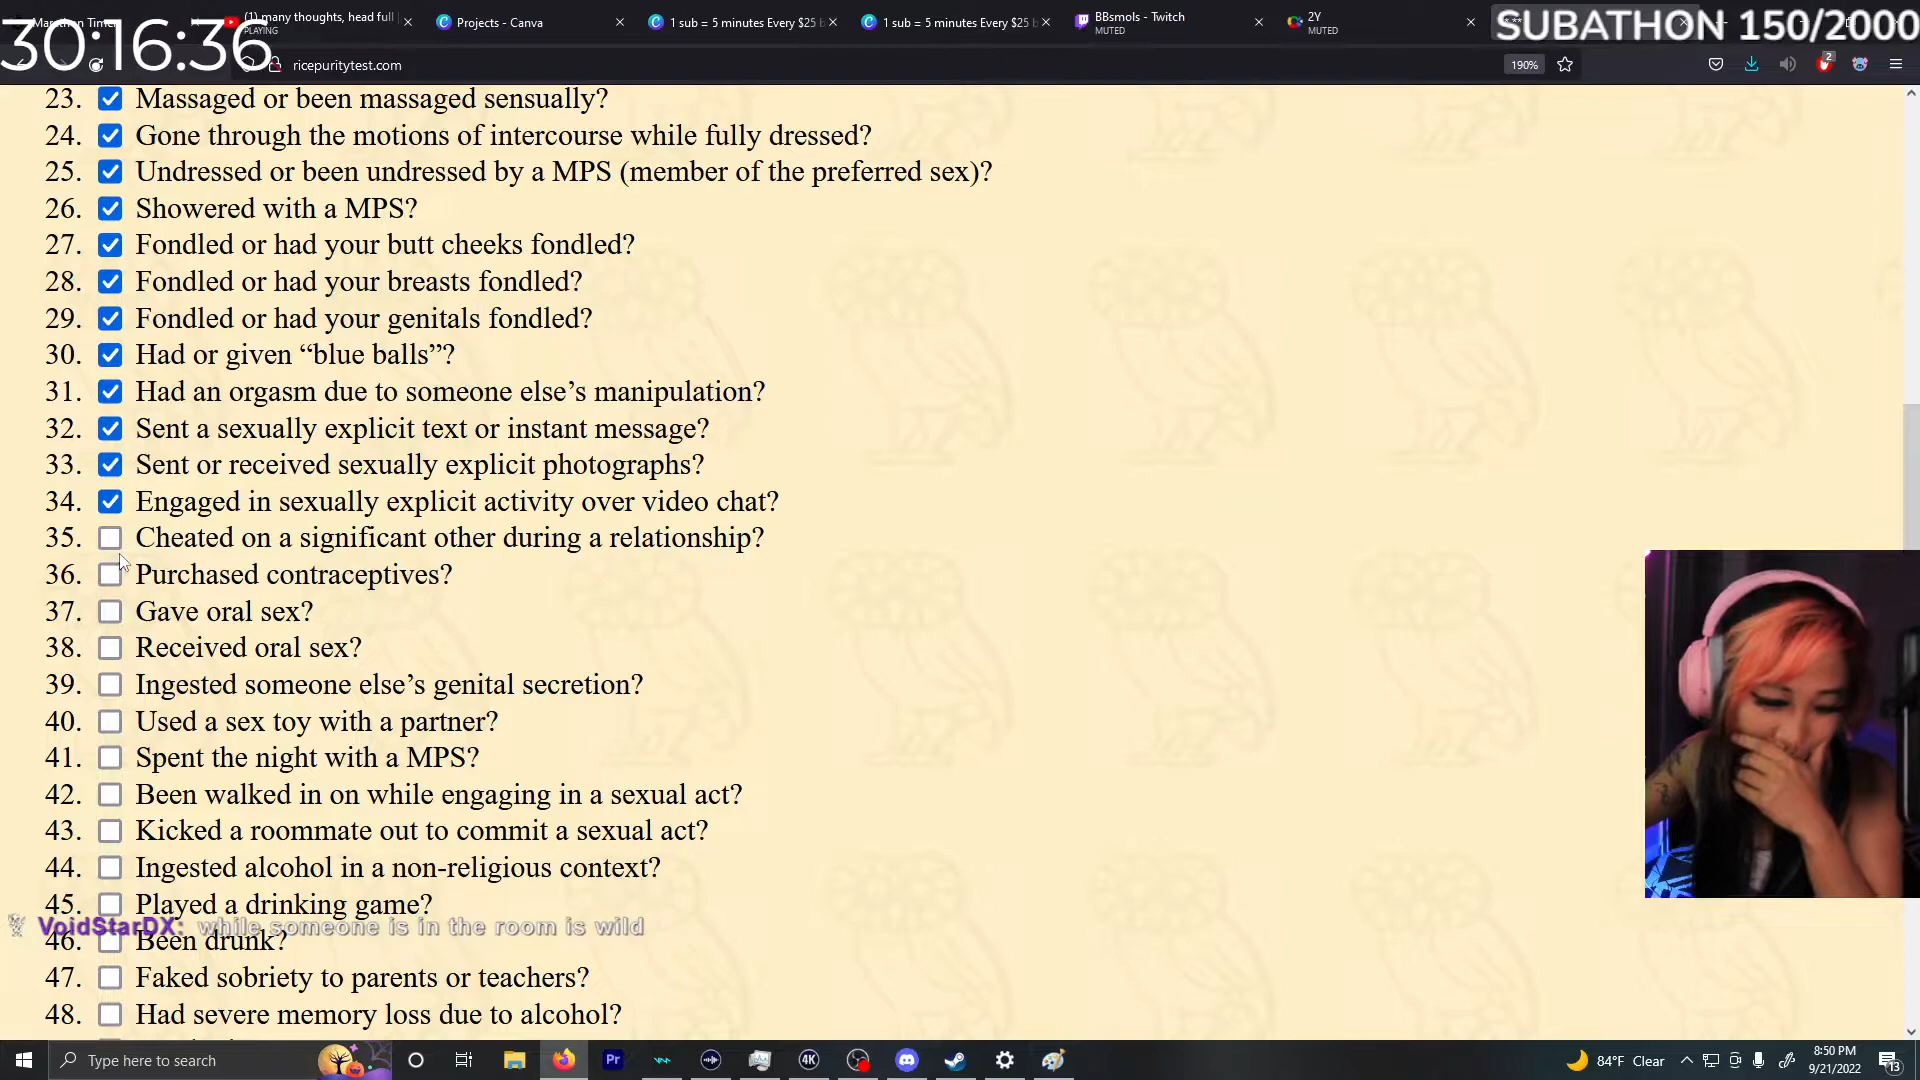 30:16:36
(1) many thoughts, head full
PLAYING
Projects - Canva
1 sub = 5 minutes Every $25
1 sub = 5 minutes Every $25
BBsmols - Twitch
MUTED
2Y
MUTED
SUBATHON 150/2000
ricepuritytest.com
190%
2
23. Massaged or been massaged sensually?
24. Gone through the motions of intercourse while fully dressed?
25. Undressed or been undressed by a MPS (member of the preferred sex)?
26. Showered with a MPS?
27. Fondled or had your butt cheeks fondled?
28. Fondled or had your breasts fondled?
29. Fondled or had your genitals fondled?
30. Had or given “blue balls”?
31. Had an orgasm due to someone else’s manipulation?
32. Sent a sexually explicit text or instant message?
33. Sent or received sexually explicit photographs?
34. Engaged in sexually explicit activity over video chat?
35. Cheated on a significant other during a relationship?
36. Purchased contraceptives?
37. Gave oral sex?
38. Received oral sex?
39. Ingested someone else’s genital secretion?
40. Used a sex toy with a partner?
41. Spent the night with a MPS?
42. Been walked in on while engaging in a sexual act?
43. Kicked a roommate out to commit a sexual act?
44. Ingested alcohol in a non-religious context?
45. Played a drinking game?
VoidStarDX: while someone is in the room is wild
46. Been drunk?
47. Faked sobriety to parents or teachers?
48. Had severe memory loss due to alcohol?
Type here to search
Pr
4K
84°F Clear
8:50 PM
9/21/2022
13